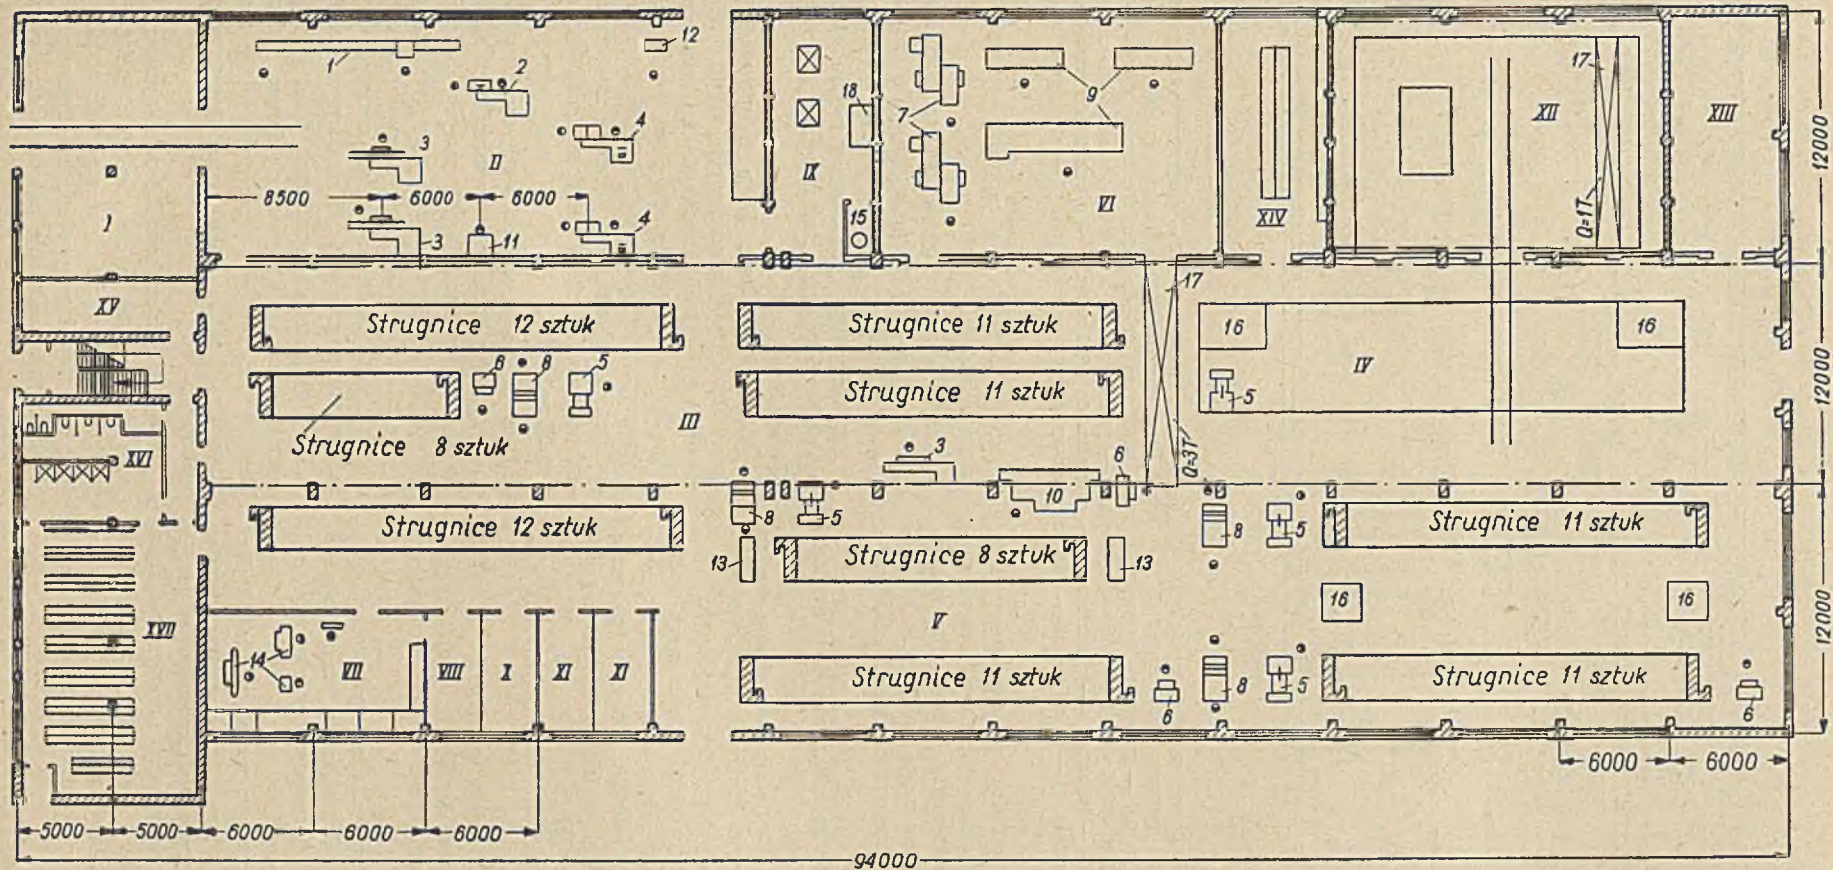 1
2
12
3
4
II
8500
6000
6000
3
11
4
I
XV
XVI
XVII
18
IX
15
7
9
VI
XIV
17
XII
Q=1T
XIII
12000
12000
12000
Strugnice 12 sztuk
Strugnice 11 sztuk
17
16
16
6
8
5
Strugnice 8 sztuk
III
Strugnice 11 sztuk
Q=3T
IV
5
3
6
10
Strugnice 12 sztuk
8
5
13
Strugnice 8 sztuk
13
8
5
Strugnice 11 sztuk
16
16
V
14
VII
VIII
X
XI
XI
Strugnice 11 sztuk
6
8
5
Strugnice 11 sztuk
6
6000
6000
5000
5000
6000
6000
6000
94000